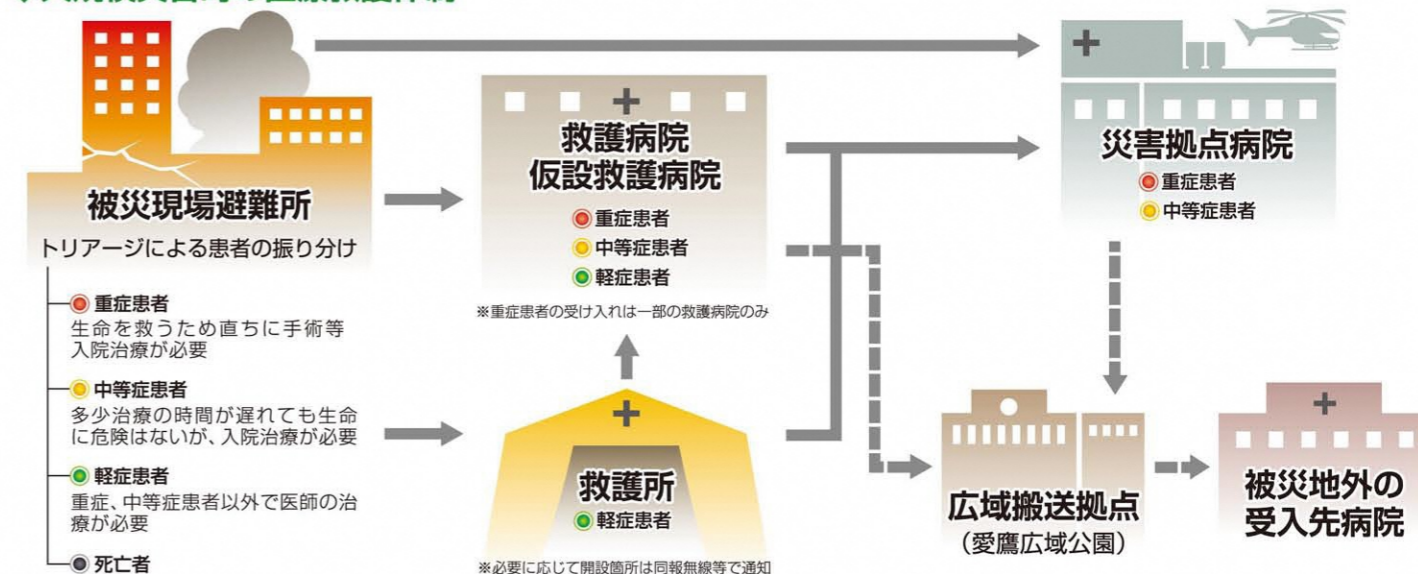 被災現場避難所
トリアージによる患者の振り分け
重症患者
生命を救うため直ちに手術等
入院治療が必要
中等症患者
多少治療の時間が遅れても生命
に危険はないが、入院治療が必要
軽症患者
重症、中等症患者以外で医師の治
療が必要
死亡者
救護病院
仮設救護病院
重症患者
中等症患者
軽症患者
※重症患者の受け入れは一部の救護病院のみ
救護所
軽症患者
※必要に応じて開設箇所は同報無線等で通知
災害拠点病院
重症患者
中等症患者
広域搬送拠点
（愛鷹広域公園）
被災地外の
受入先病院